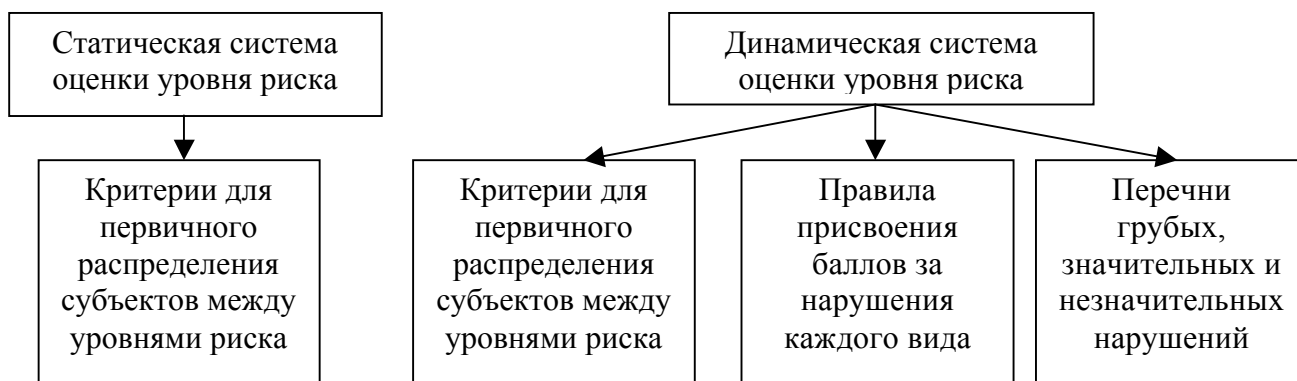 Статическая система
оценки уровня риска
Динамическая система
оценки уровня риска
Критерии для
первичного
распределения
субъектов между
уровнями риска
Критерии для
первичного
распределения
субъектов между
уровнями риска
Правила
присвоения
баллов за
нарушения
каждого вида
Перечни
грубых,
значительных и
незначительных
нарушений